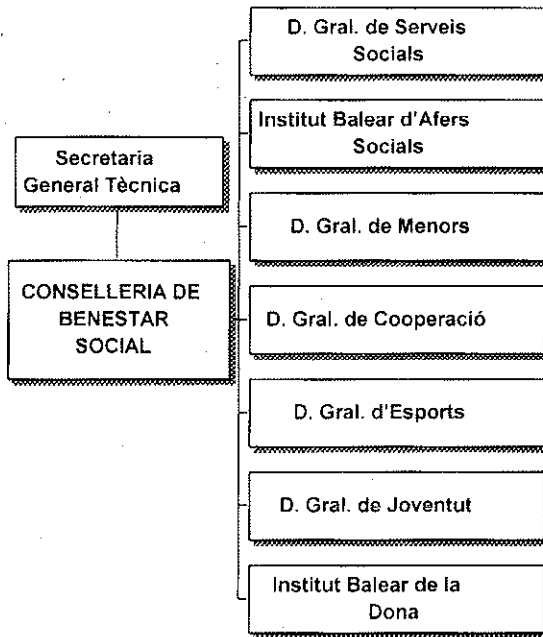 D. Gral. de Serveis
Socials
Institut Balear d'Afers
Socials
Secretaria
General Tècnica
D. Gral. de Menors
CONSELLERIA DE
BENESTAR
SOCIAL
D. Gral. de Cooperació
D. Gral. d'Esports
D. Gral. de Joventut
Institut Balear de la
Dona